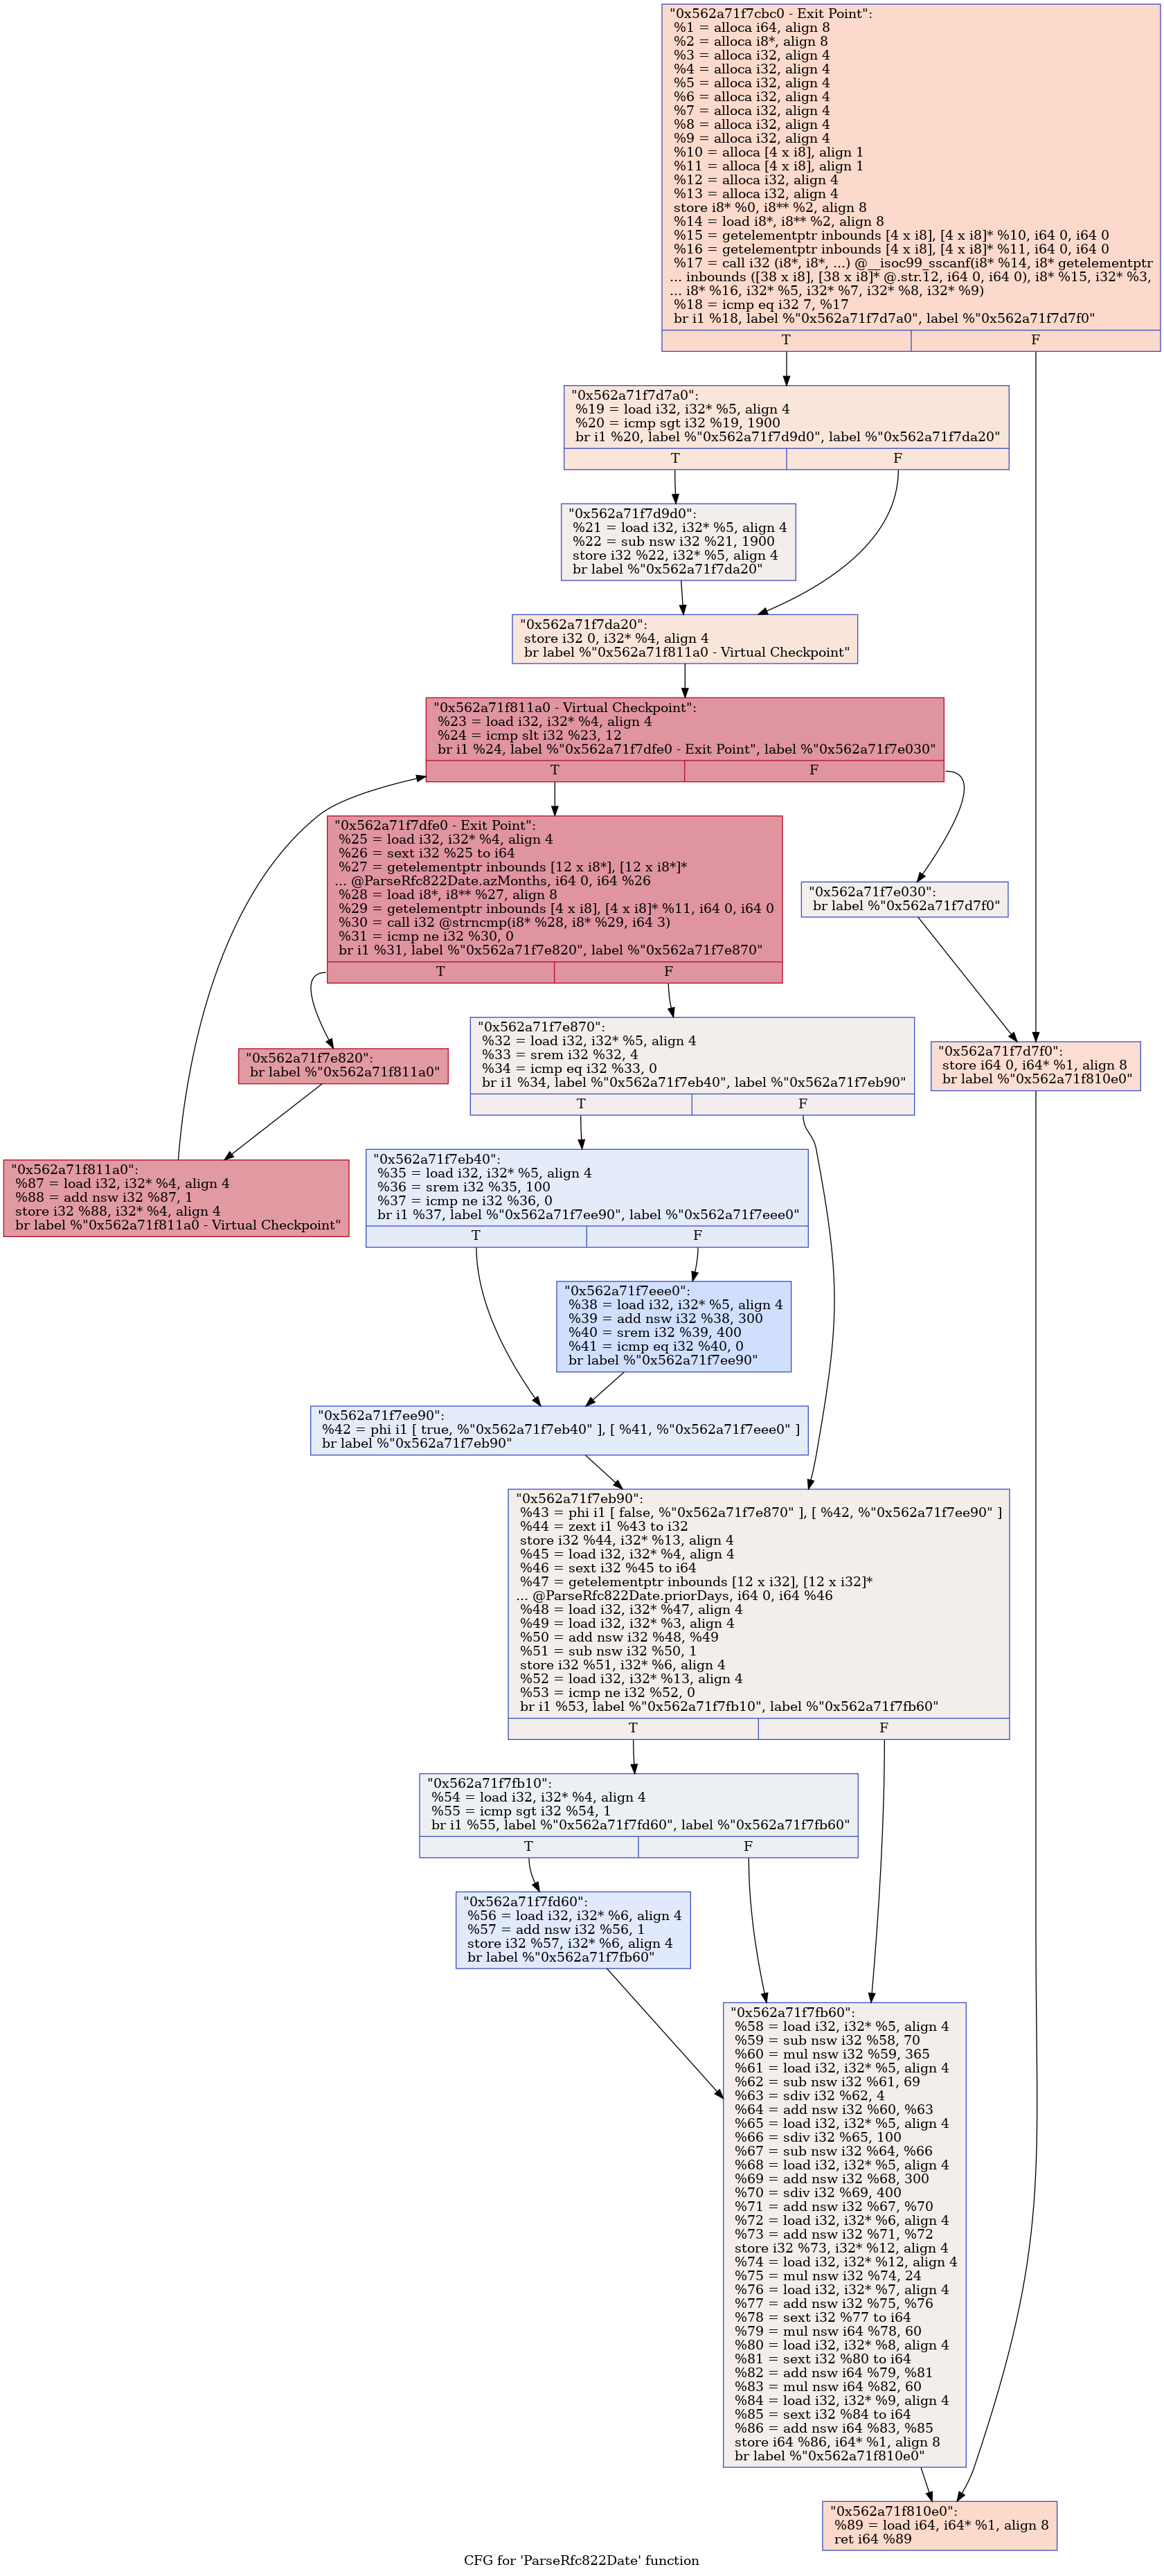 "0x562a71f7cbc0 - Exit Point":
%1 = alloca i64, align 8
%2 = alloca i8*, align 8
%3 = alloca i32, align 4
%4 = alloca i32, align 4
%5 = alloca i32, align 4
%6 = alloca i32, align 4
%7 = alloca i32, align 4
%8 = alloca i32, align 4
%9 = alloca i32, align 4
%10 = alloca [4 x i8], align 1
%11 = alloca [4 x i8], align 1
%12 = alloca i32, align 4
%13 = alloca i32, align 4
store i8* %0, i8** %2, align 8
%14 = load i8*, i8** %2, align 8
%15 = getelementptr inbounds [4 x i8], [4 x i8]* %10, i64 0, i64 0
%16 = getelementptr inbounds [4 x i8], [4 x i8]* %11, i64 0, i64 0
%17 = call i32 (i8*, i8*, ...) @__isoc99_sscanf(i8* %14, i8* getelementptr
... inbounds ([38 x i8], [38 x i8]* @.str.12, i64 0, i64 0), i8* %15, i32* %3,
... i8* %16, i32* %5, i32* %7, i32* %8, i32* %9)
%18 = icmp eq i32 7, %17
br i1 %18, label %"0x562a71f7d7a0", label %"0x562a71f7d7f0"
T F
"0x562a71f7d7a0":
%19 = load i32, i32* %5, align 4
%20 = icmp sgt i32 %19, 1900
br i1 %20, label %"0x562a71f7d9d0", label %"0x562a71f7da20"
T F
"0x562a71f7d9d0":
%21 = load i32, i32* %5, align 4
%22 = sub nsw i32 %21, 1900
store i32 %22, i32* %5, align 4
br label %"0x562a71f7da20"
"0x562a71f7da20":
store i32 0, i32* %4, align 4
br label %"0x562a71f811a0 - Virtual Checkpoint"
"0x562a71f811a0 - Virtual Checkpoint":
%23 = load i32, i32* %4, align 4
%24 = icmp slt i32 %23, 12
br i1 %24, label %"0x562a71f7dfe0 - Exit Point", label %"0x562a71f7e030"
T F
"0x562a71f7dfe0 - Exit Point":
%25 = load i32, i32* %4, align 4
%26 = sext i32 %25 to i64
%27 = getelementptr inbounds [12 x i8*], [12 x i8*]*
... @ParseRfc822Date.azMonths, i64 0, i64 %26
%28 = load i8*, i8** %27, align 8
%29 = getelementptr inbounds [4 x i8], [4 x i8]* %11, i64 0, i64 0
%30 = call i32 @strncmp(i8* %28, i8* %29, i64 3)
%31 = icmp ne i32 %30, 0
br i1 %31, label %"0x562a71f7e820", label %"0x562a71f7e870"
T F
"0x562a71f7e030":
br label %"0x562a71f7d7f0"
"0x562a71f7e870":
%32 = load i32, i32* %5, align 4
%33 = srem i32 %32, 4
%34 = icmp eq i32 %33, 0
br i1 %34, label %"0x562a71f7eb40", label %"0x562a71f7eb90"
T F
"0x562a71f7e820":
br label %"0x562a71f811a0"
"0x562a71f7d7f0":
store i64 0, i64* %1, align 8
br label %"0x562a71f810e0"
"0x562a71f811a0":
%87 = load i32, i32* %4, align 4
%88 = add nsw i32 %87, 1
store i32 %88, i32* %4, align 4
br label %"0x562a71f811a0 - Virtual Checkpoint"
"0x562a71f7eb40":
%35 = load i32, i32* %5, align 4
%36 = srem i32 %35, 100
%37 = icmp ne i32 %36, 0
br i1 %37, label %"0x562a71f7ee90", label %"0x562a71f7eee0"
T F
"0x562a71f7eee0":
%38 = load i32, i32* %5, align 4
%39 = add nsw i32 %38, 300
%40 = srem i32 %39, 400
%41 = icmp eq i32 %40, 0
br label %"0x562a71f7ee90"
"0x562a71f7ee90":
%42 = phi i1 [ true, %"0x562a71f7eb40" ], [ %41, %"0x562a71f7eee0" ]
br label %"0x562a71f7eb90"
"0x562a71f7eb90":
%43 = phi i1 [ false, %"0x562a71f7e870" ], [ %42, %"0x562a71f7ee90" ]
%44 = zext i1 %43 to i32
store i32 %44, i32* %13, align 4
%45 = load i32, i32* %4, align 4
%46 = sext i32 %45 to i64
%47 = getelementptr inbounds [12 x i32], [12 x i32]*
... @ParseRfc822Date.priorDays, i64 0, i64 %46
%48 = load i32, i32* %47, align 4
%49 = load i32, i32* %3, align 4
%50 = add nsw i32 %48, %49
%51 = sub nsw i32 %50, 1
store i32 %51, i32* %6, align 4
%52 = load i32, i32* %13, align 4
%53 = icmp ne i32 %52, 0
br i1 %53, label %"0x562a71f7fb10", label %"0x562a71f7fb60"
T F
"0x562a71f7fb10":
%54 = load i32, i32* %4, align 4
%55 = icmp sgt i32 %54, 1
br i1 %55, label %"0x562a71f7fd60", label %"0x562a71f7fb60"
T F
"0x562a71f7fd60":
%56 = load i32, i32* %6, align 4
%57 = add nsw i32 %56, 1
store i32 %57, i32* %6, align 4
br label %"0x562a71f7fb60"
"0x562a71f7fb60":
%58 = load i32, i32* %5, align 4
%59 = sub nsw i32 %58, 70
%60 = mul nsw i32 %59, 365
%61 = load i32, i32* %5, align 4
%62 = sub nsw i32 %61, 69
%63 = sdiv i32 %62, 4
%64 = add nsw i32 %60, %63
%65 = load i32, i32* %5, align 4
%66 = sdiv i32 %65, 100
%67 = sub nsw i32 %64, %66
%68 = load i32, i32* %5, align 4
%69 = add nsw i32 %68, 300
%70 = sdiv i32 %69, 400
%71 = add nsw i32 %67, %70
%72 = load i32, i32* %6, align 4
%73 = add nsw i32 %71, %72
store i32 %73, i32* %12, align 4
%74 = load i32, i32* %12, align 4
%75 = mul nsw i32 %74, 24
%76 = load i32, i32* %7, align 4
%77 = add nsw i32 %75, %76
%78 = sext i32 %77 to i64
%79 = mul nsw i64 %78, 60
%80 = load i32, i32* %8, align 4
%81 = sext i32 %80 to i64
%82 = add nsw i64 %79, %81
%83 = mul nsw i64 %82, 60
%84 = load i32, i32* %9, align 4
%85 = sext i32 %84 to i64
%86 = add nsw i64 %83, %85
store i64 %86, i64* %1, align 8
br label %"0x562a71f810e0"
"0x562a71f810e0":
%89 = load i64, i64* %1, align 8
ret i64 %89
CFG for 'ParseRfc822Date' function